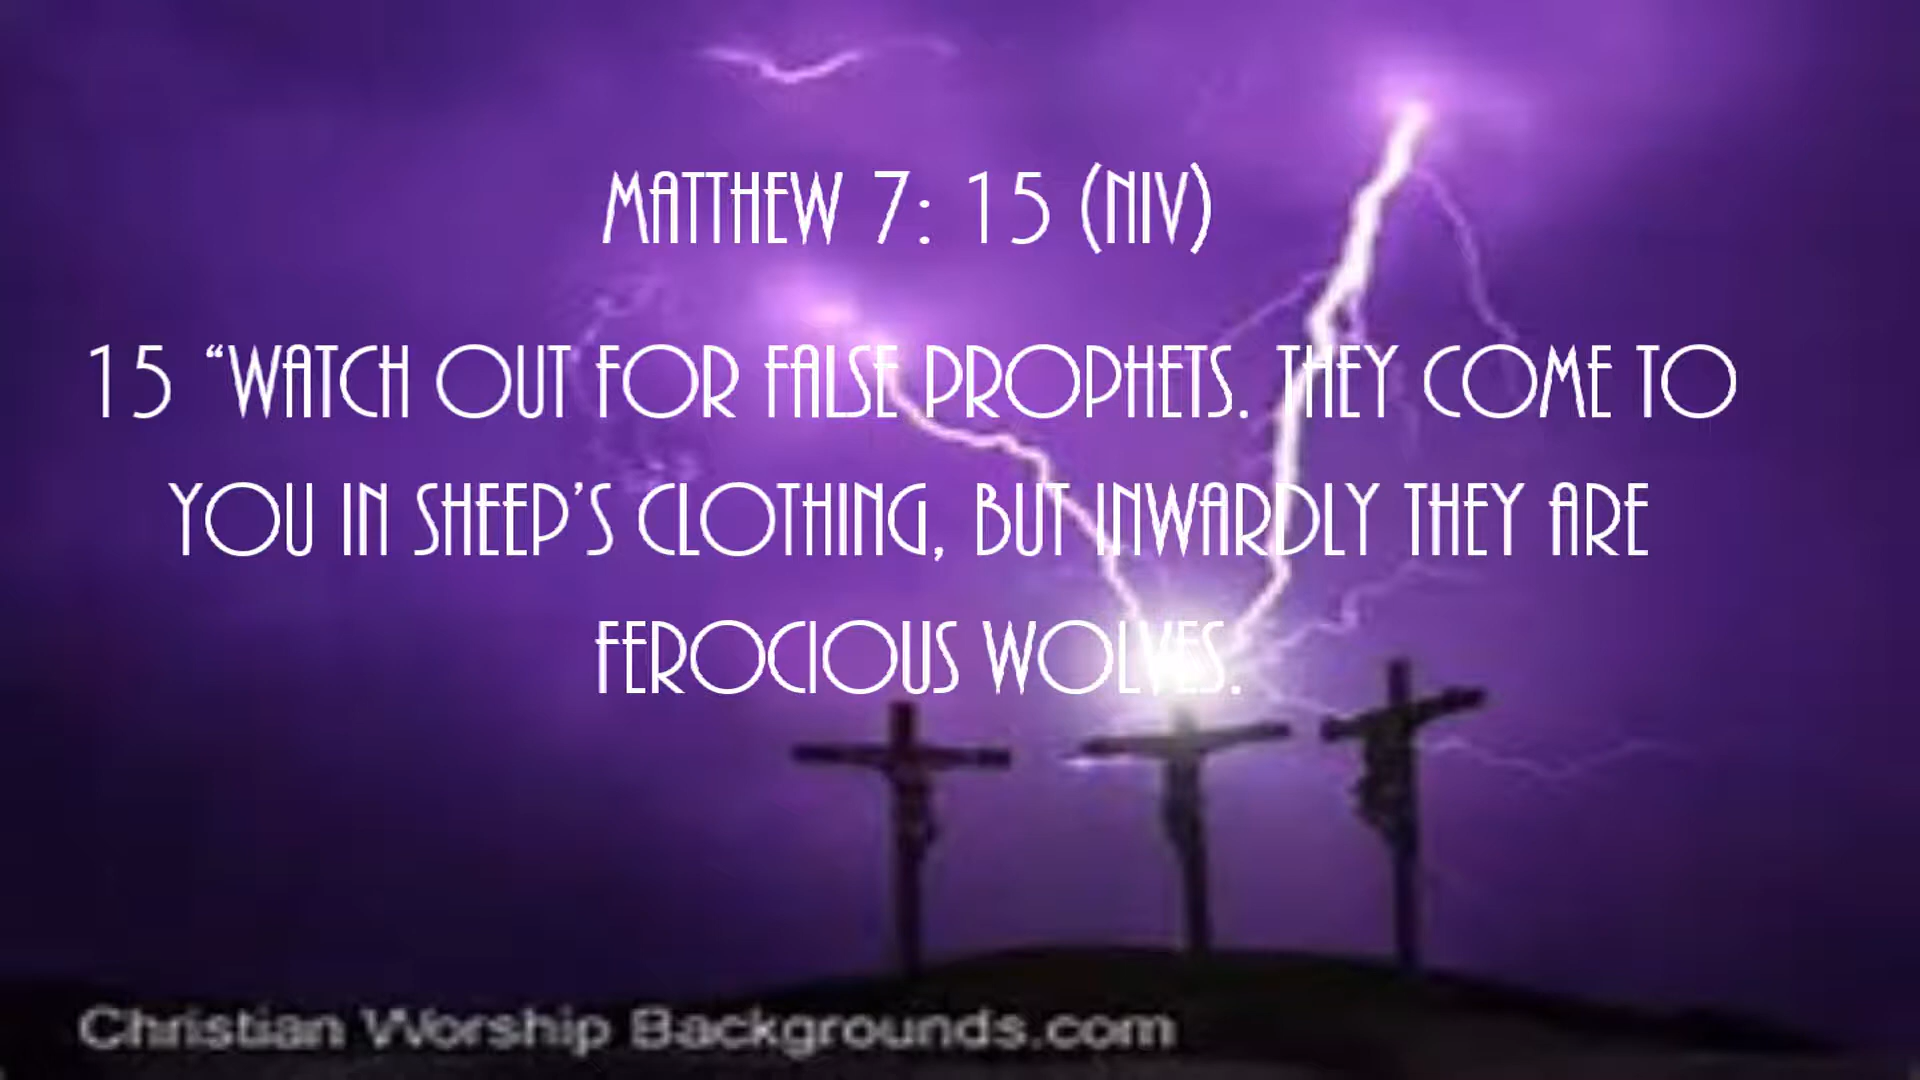 MATTHEW 7: 15 (NIV)
15 “WATCH OUT FOR FALSE PROPHETS. THEY COME TO
YOU IN SHEEP’S CLOTHING, BUT INWARDLY THEY ARE
FEROCIOUS WOLVES.
Christian Worship Backgrounds.com